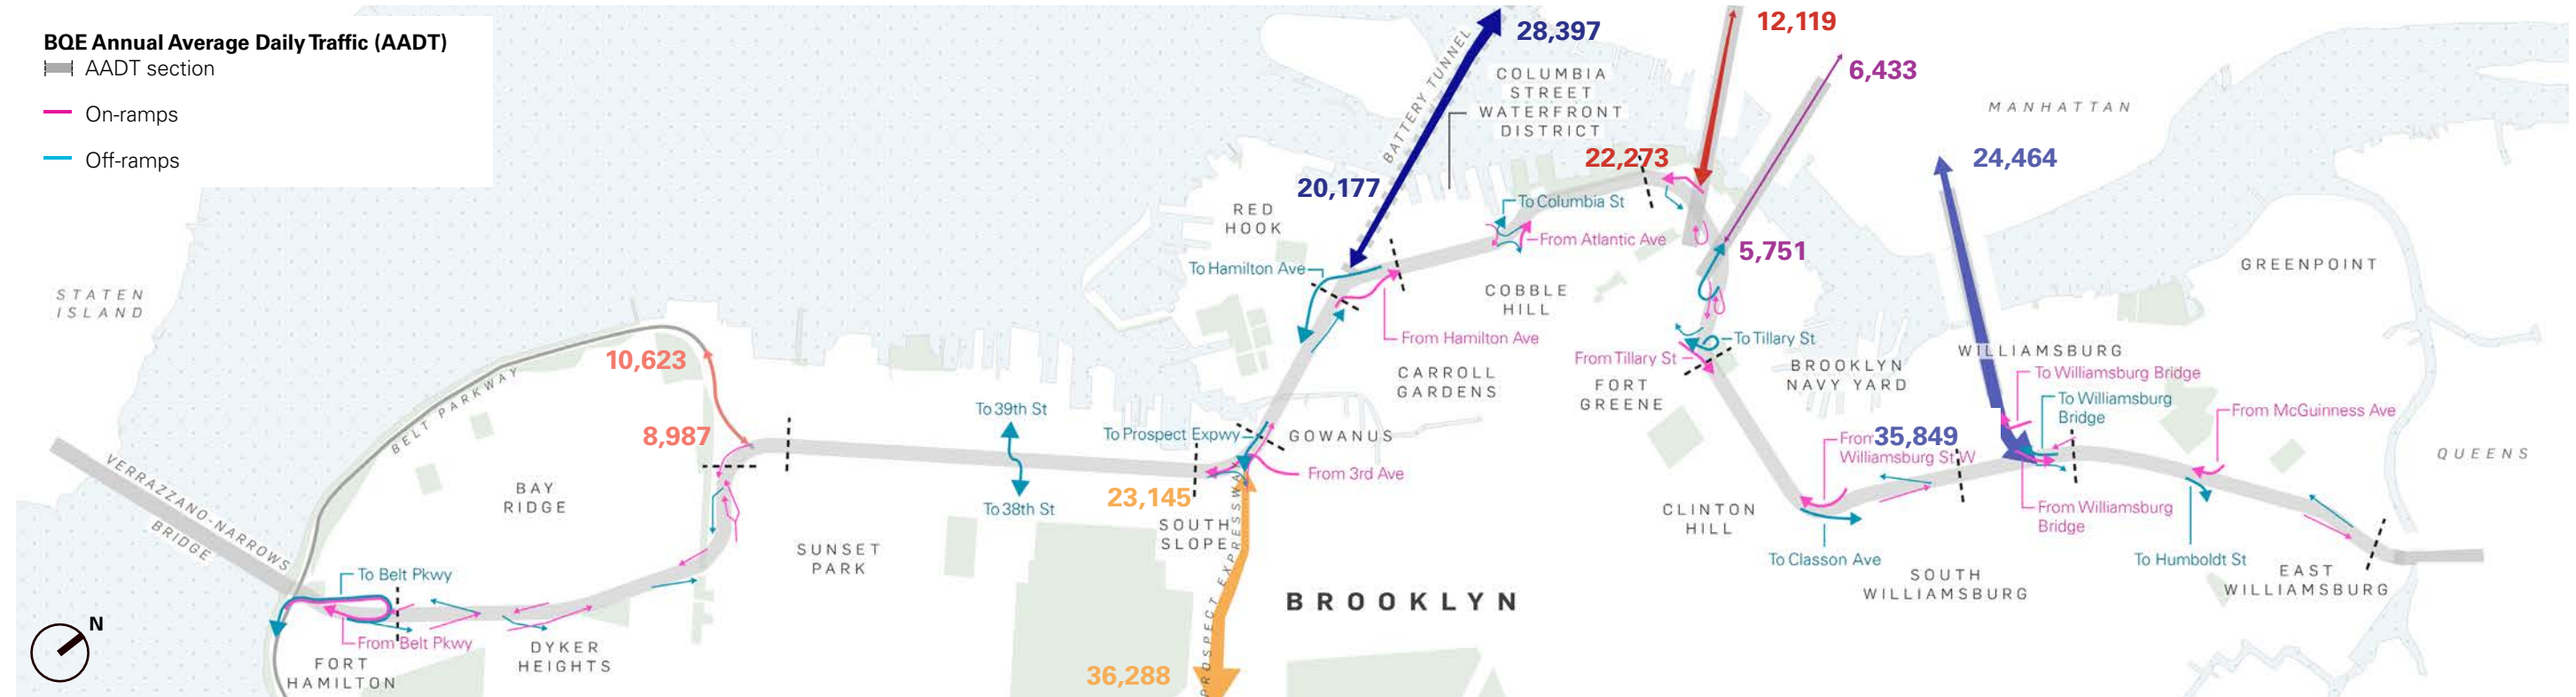 BQE Annual Average Daily Traffic (AADT)
AADT section
On-ramps
Off-ramps
28,397
12,119
6,433
BATTERY TUNNEL
COLUMBIA
STREET
WATERFRONT
DISTRICT
MANHATTAN
22,273
24,464
20,177
To Columbia St
RED
HOOK
From Atlantic Ave
5,751
To Hamilton Ave
GREENPOINT
STATEN
ISLAND
COBBLE
HILL
From Hamilton Ave
To Tillary St
From Tillary St
WILLIAMSBURG
10,623
BELT PARKWAY
CARROLL
GARDENS
BROOKLYN
NAVY YARD
To Williamsburg Bridge
FORT
GREENE
To Williamsburg
Bridge
To 39th St
From McGuinness Ave
8,987
To Prospect Expwy
GOWANUS
From
35,849
Williamsburg St W
QUEENS
From 3rd Ave
VERRAZZANO-NARROWS
BRIDGE
BAY
RIDGE
23,145
To 38th St
CLINTON
HILL
From Williamsburg
Bridge
SOUTH
SLOPE
PROSPECT EXPRESSWAY
SUNSET
PARK
To Classon Ave
To Humboldt St
To Belt Pkwy
SOUTH
WILLIAMSBURG
EAST
WILLIAMSBURG
BROOKLYN
N
From Belt Pkwy
DYKER
HEIGHTS
FORT
HAMILTON
36,288